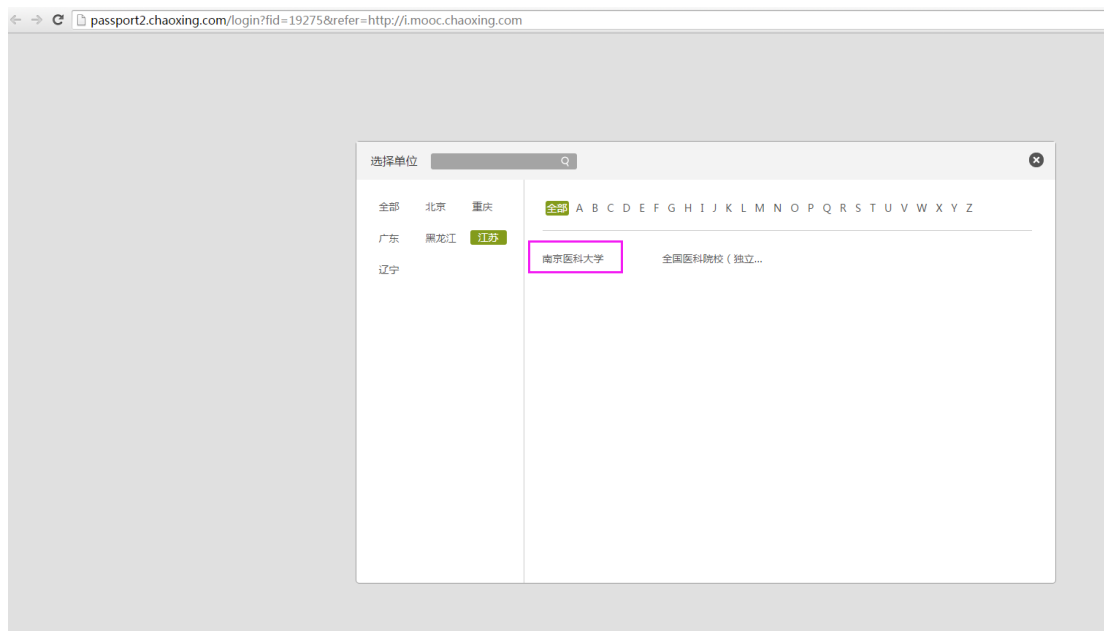 passport2.chaoxing.com/login?fid=19275&refer=http://i.mooc.chaoxing.com
选择单位
全部 北京 重庆
广东 黑龙江 江苏
辽宁
全部 A B C D E F G H I J K L M N O P Q R S T U V W X Y Z
南京医科大学 全国医科院校(独立...